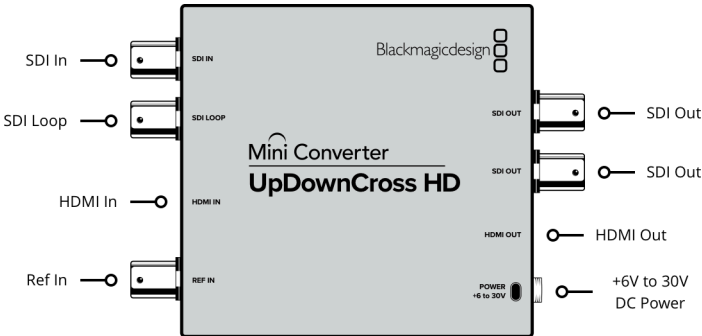 SDI In
SDI IN
SDI Loop
SDI LOOP
HDMI In
HDMI IN
Ref In
REF IN
Blackmagicdesign
Mini Converter
UpDownCross HD
SDI OUT
SDI Out
SDI OUT
SDI Out
HDMI OUT
HDMI Out
POWER
+6 to 30V
+6V to 30V
DC Power